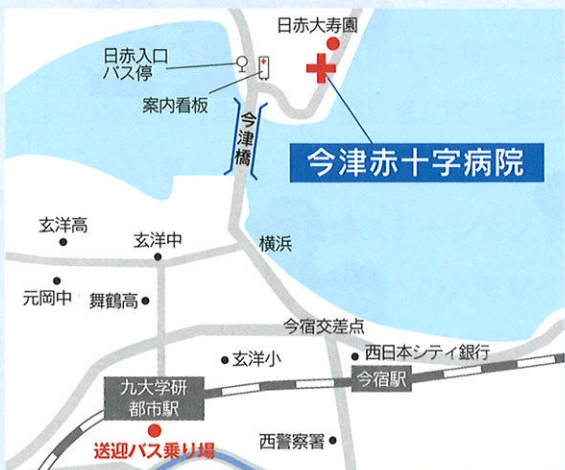 日赤大寿園
日赤入口
バス停
案内看板
今津橋
今津赤十字病院
玄洋高
玄洋中
横浜
元岡中
舞鶴高
今宿交差点
玄洋小
西日本シティ銀行
九大学研
都市駅
今宿駅
送迎バス乗り場
西警察署